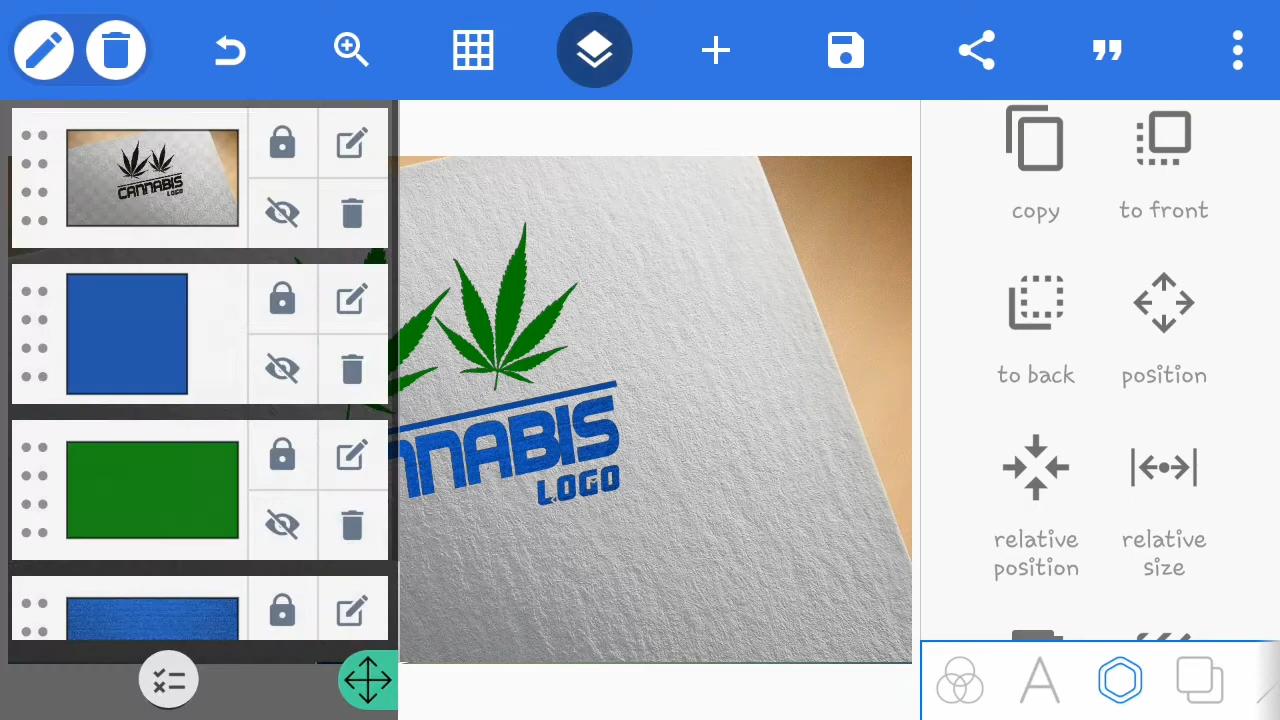 CANNABIS
LOGO
NNABIS
LOGO
copy
to front
to back
position
relative
position
relative
size